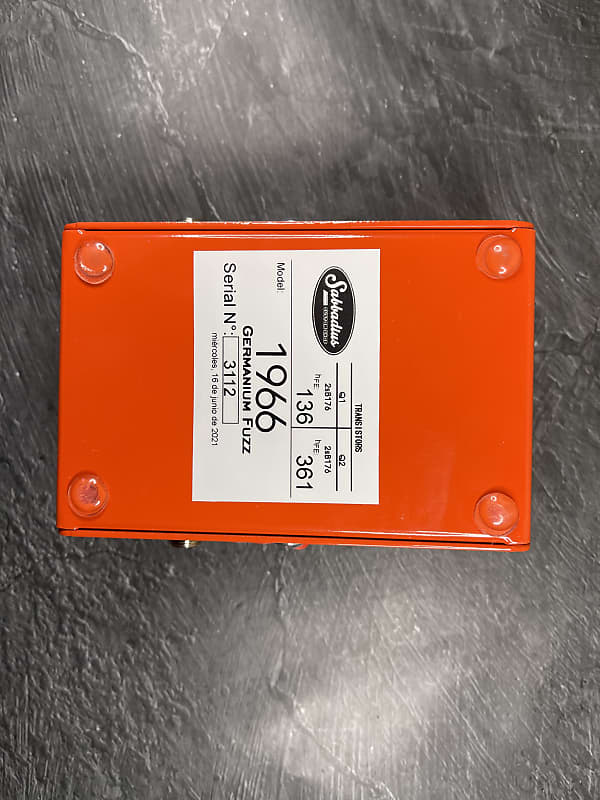 Sabbadius
TRANSISTORS
Q1 Q2
2sB176 2sB176
hFE: 136 hFE: 361
Model: 1966
GERMANIUM FUZZ
Serial N°: 3112
miércoles, 16 de junio de 2021